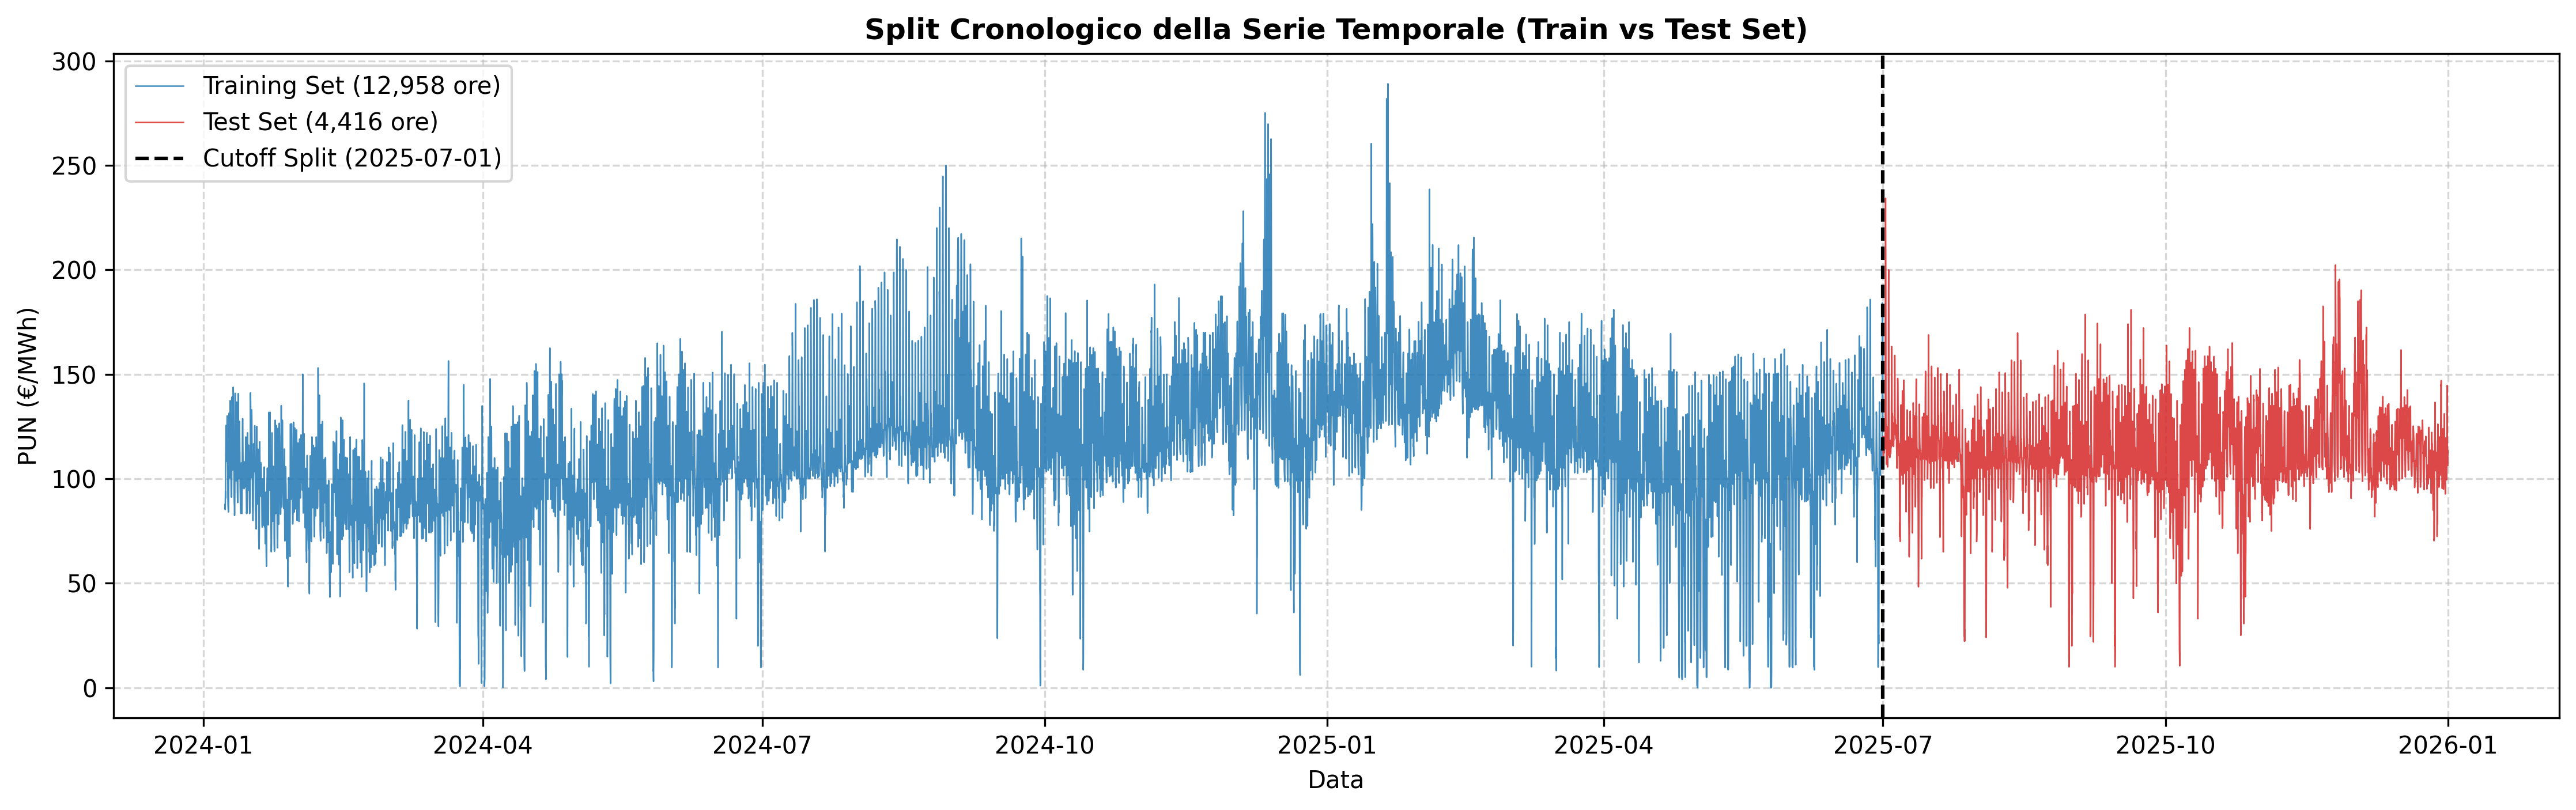 Split Cronologico della Serie Temporale (Train vs Test Set)
300
250
200
150
100
50
0
PUN (€/MWh)
Training Set (12,958 ore)
Test Set (4,416 ore)
Cutoff Split (2025-07-01)
2024-01
2024-04
2024-07
2024-10
2025-01
2025-04
2025-07
2025-10
2026-01
Data